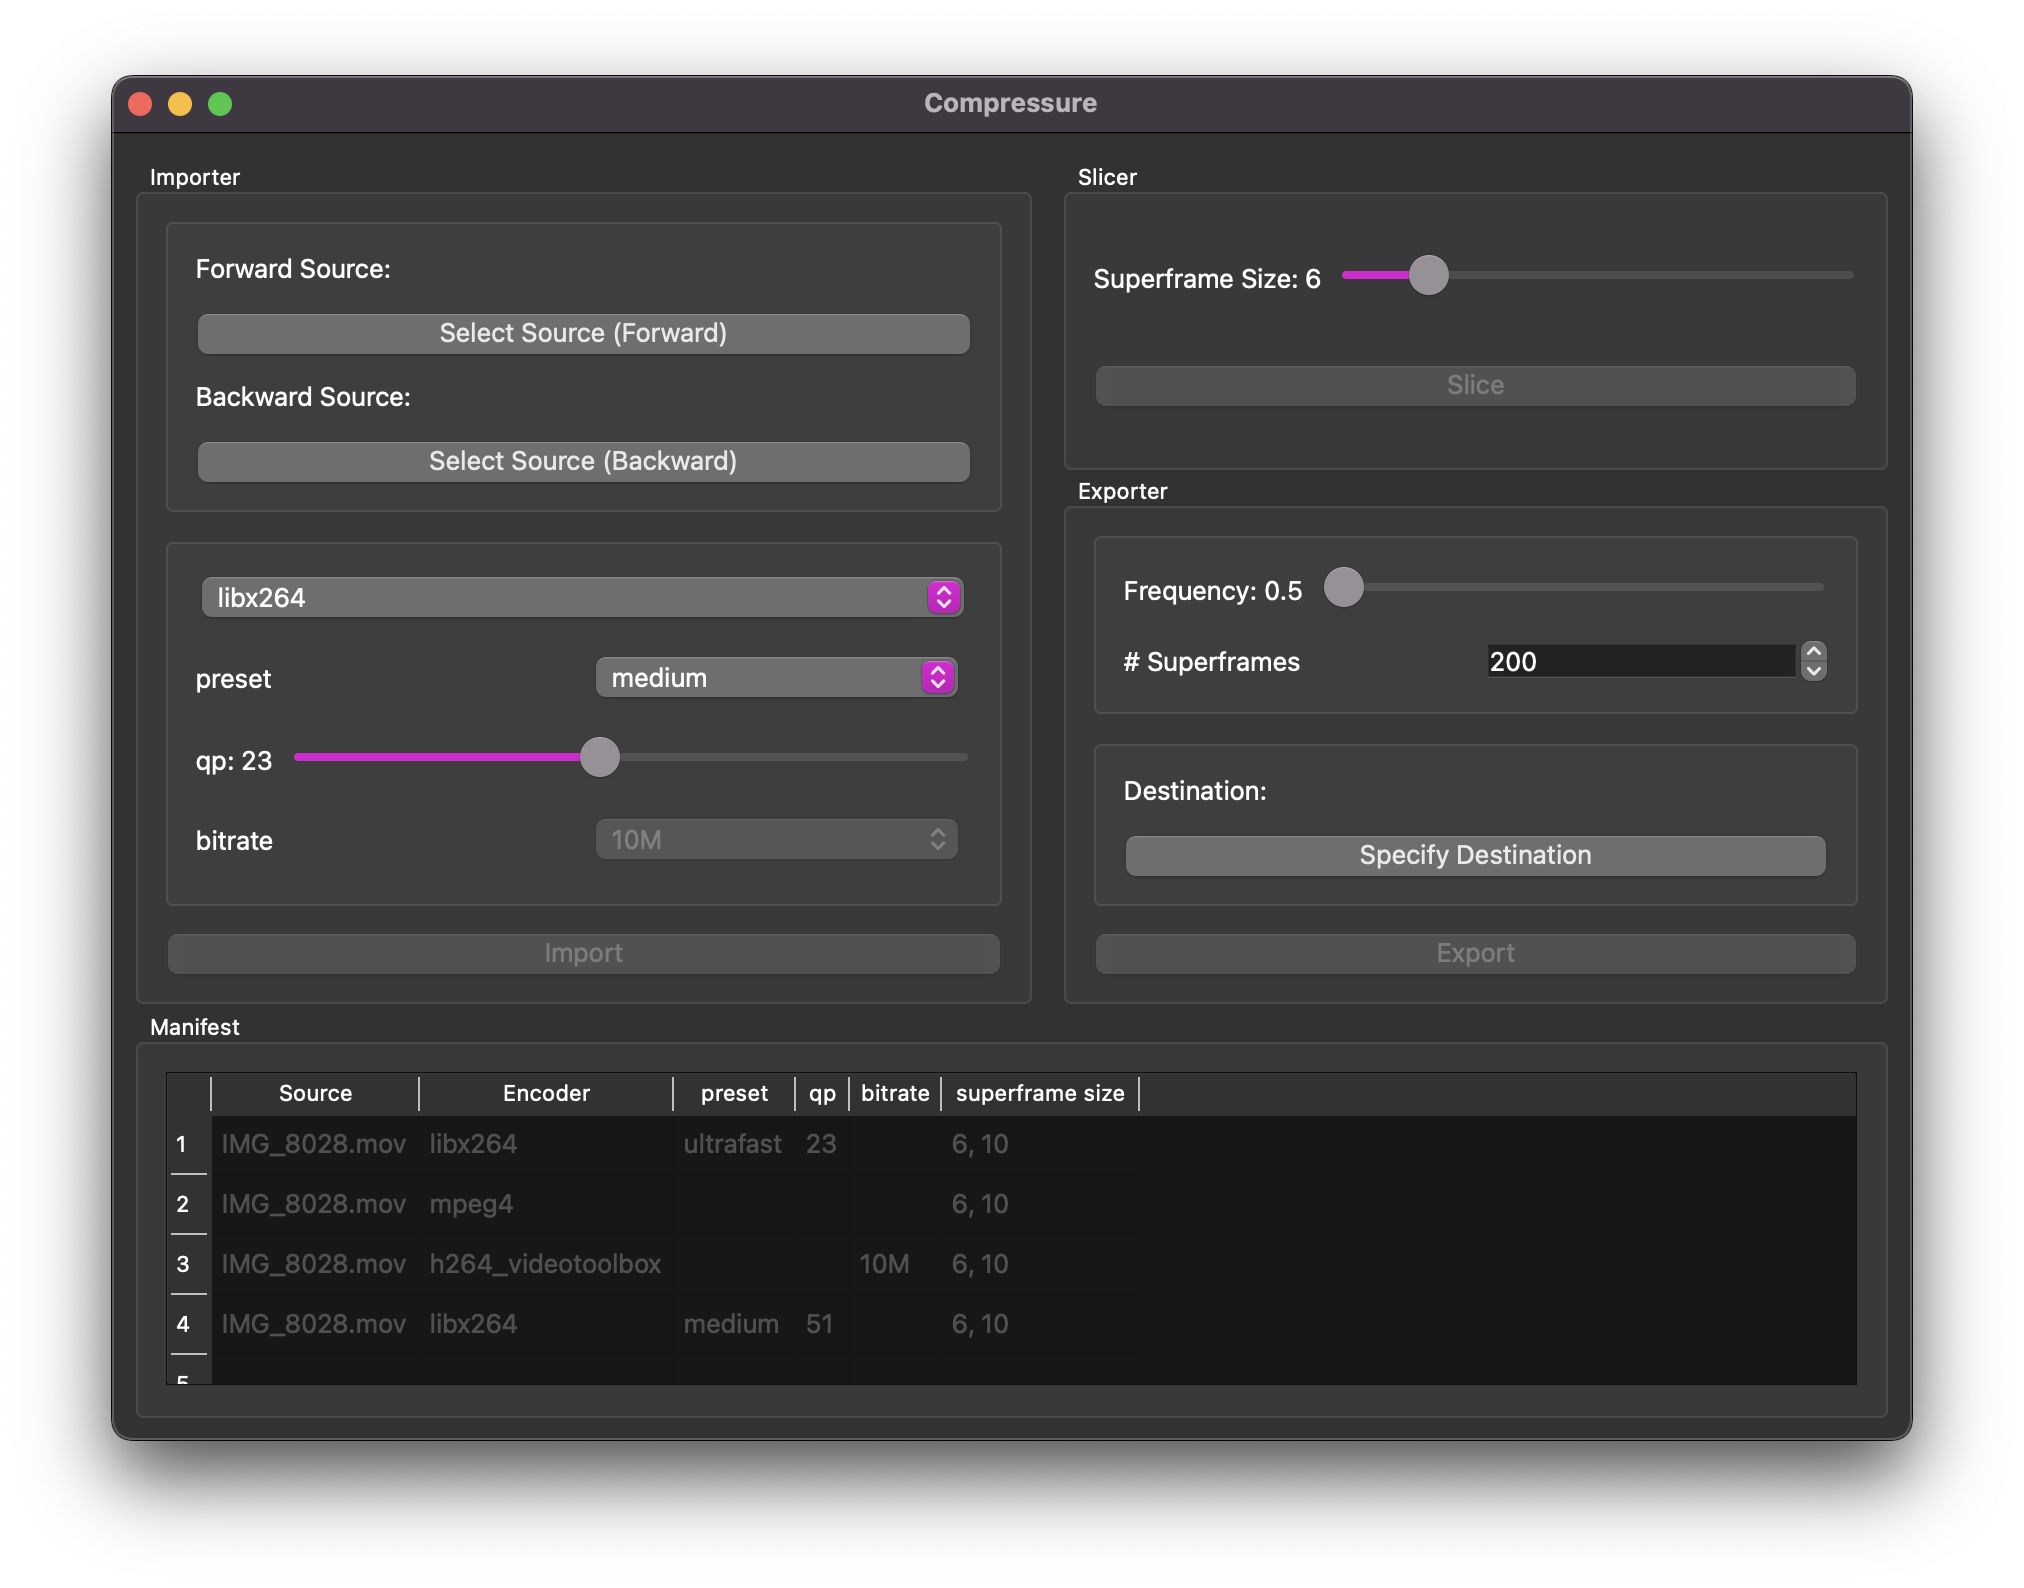 Compressure
Importer
Forward Source:
Select Source (Forward)
Backward Source:
Select Source (Backward)
libx264
preset medium
qp: 23
bitrate 10M
Import
Slicer
Superframe Size: 6
Slice
Exporter
Frequency: 0.5
# Superframes 200
Destination:
Specify Destination
Export
Manifest
Source Encoder preset qp bitrate superframe size
1 IMG_8028.mov libx264 ultrafast 23 6, 10
2 IMG_8028.mov mpeg4 6, 10
3 IMG_8028.mov h264_videotoolbox 10M 6, 10
4 IMG_8028.mov libx264 medium 51 6, 10
5